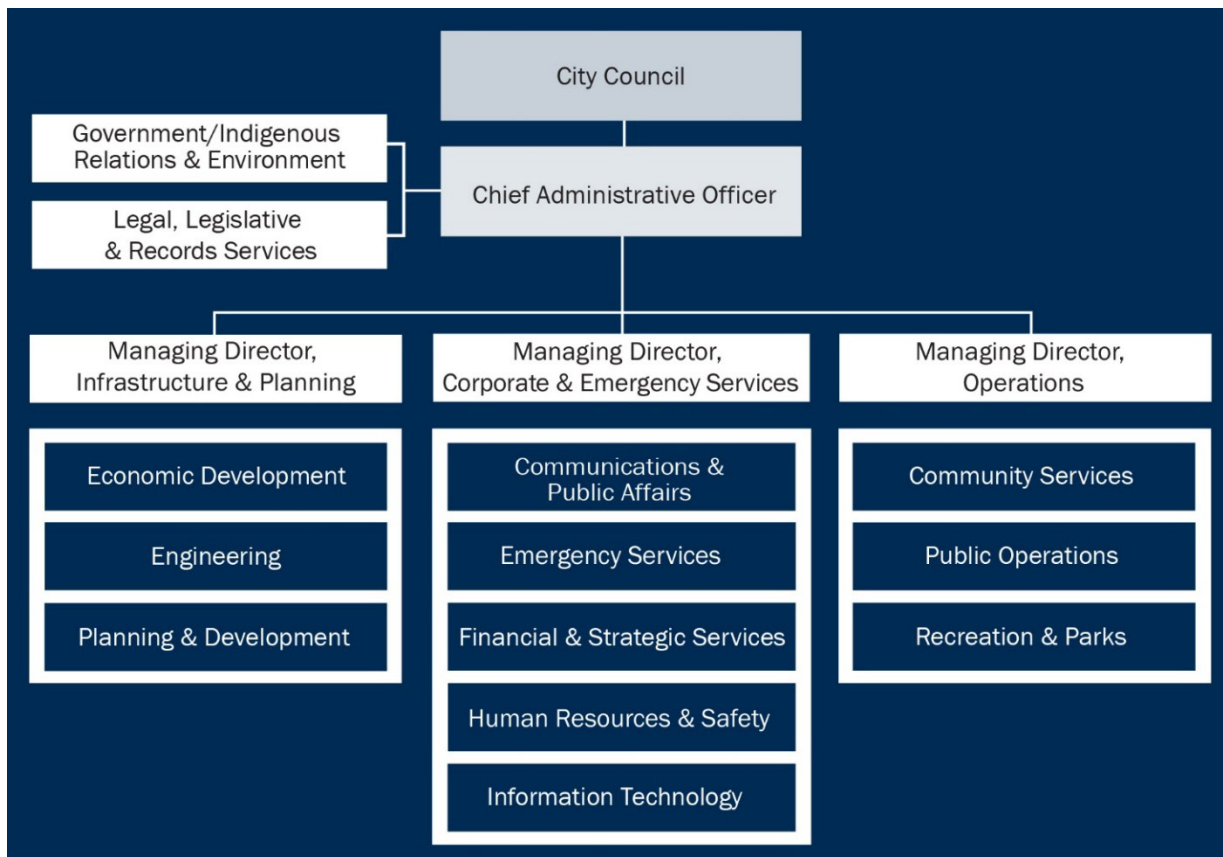 City Council
Government/Indigenous
Relations & Environment
Chief Administrative Officer
Legal, Legislative
& Records Services
Managing Director,
Infrastructure & Planning
Economic Development
Engineering
Planning & Development
Managing Director,
Corporate & Emergency Services
Communications &
Public Affairs
Emergency Services
Financial & Strategic Services
Human Resources & Safety
Information Technology
Managing Director,
Operations
Community Services
Public Operations
Recreation & Parks